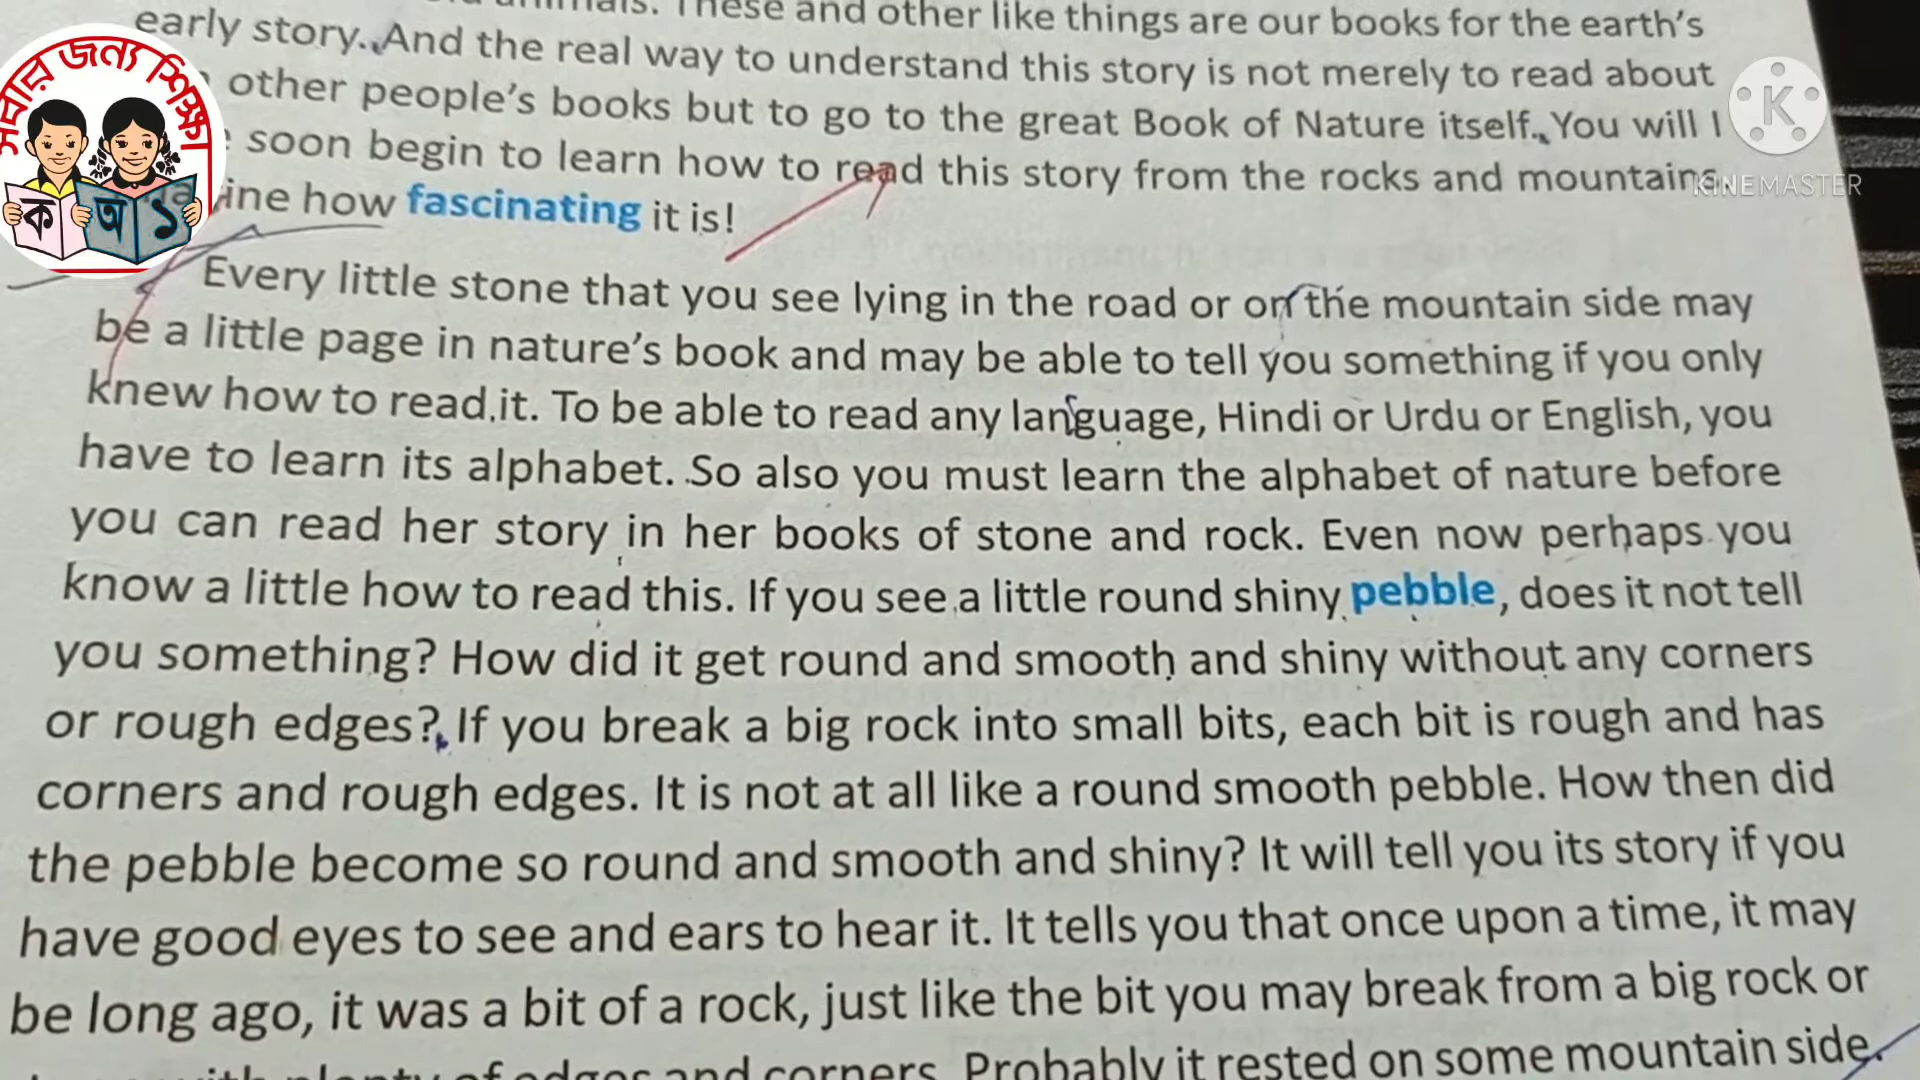 These and other like things are our books for the earth's
early story. And the real way to understand this story is not merely to read about
other people's books but to go to the great Book of Nature itself. You will I
soon begin to learn how to read this story from the rocks and mountains
ine how fascinating it is!
Every little stone that you see lying in the road or on the mountain side may
be a little page in nature's book and may be able to tell you something if you only
knew how to read it. To be able to read any language, Hindi or Urdu or English, you
have to learn its alphabet. So also you must learn the alphabet of nature before
you can read her story in her books of stone and rock. Even now perhaps you
know a little how to read this. If you see a little round shiny pebble, does it not tell
you something? How did it get round and smooth and shiny without any corners
or rough edges? If you break a big rock into small bits, each bit is rough and has
corners and rough edges. It is not at all like a round smooth pebble. How then did
the pebble become so round and smooth and shiny? It will tell you its story if you
have good eyes to see and ears to hear it. It tells you that once upon a time, it may
be long ago, it was a bit of a rock, just like the bit you may break from a big rock or
with plenty of edges and corners. Probably it rested on some mountain side.
সবার জন্য শিক্ষা
ক অ ১
K
KINEMASTER